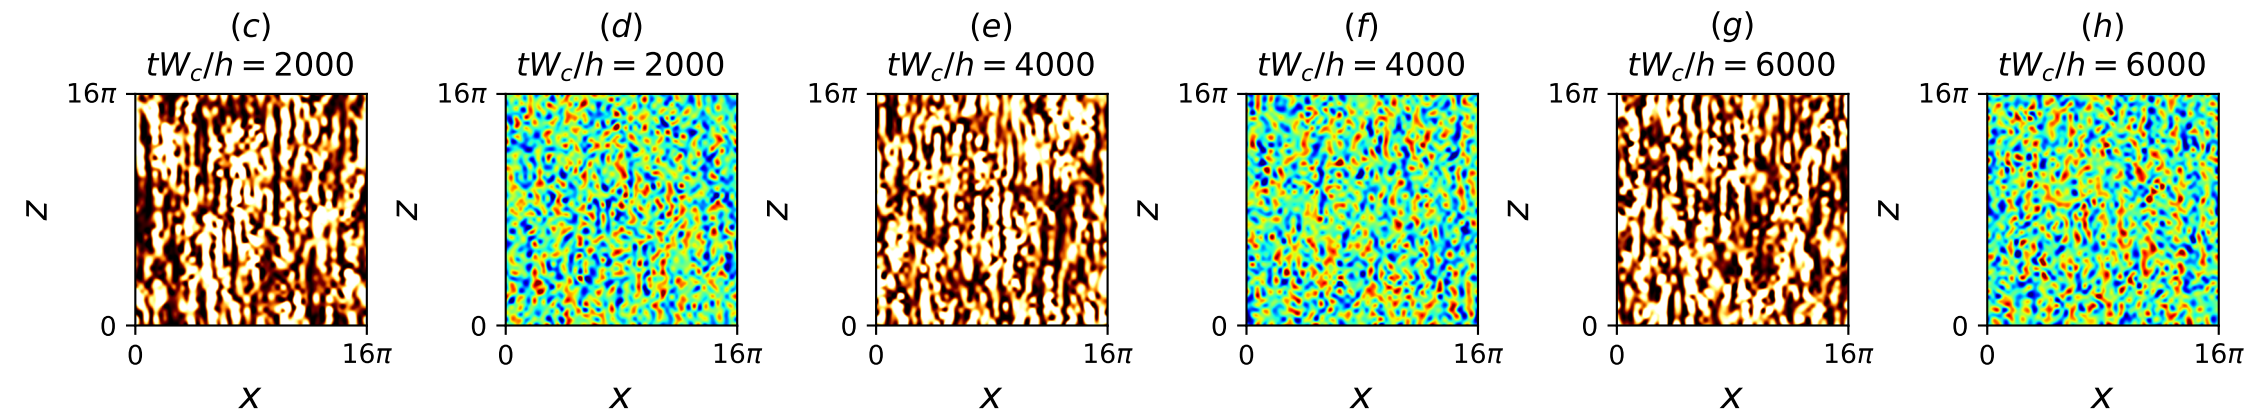 (c) (d) (e) (f) (g) (h)
tW_c/h = 2000 tW_c/h = 2000 tW_c/h = 4000 tW_c/h = 4000 tW_c/h = 6000 tW_c/h = 6000
16π 16π 16π 16π 16π 16π
z z z z z z
0 0 0 0 0 0
0 16π 0 16π 0 16π 0 16π 0 16π 0 16π
x x x x x x